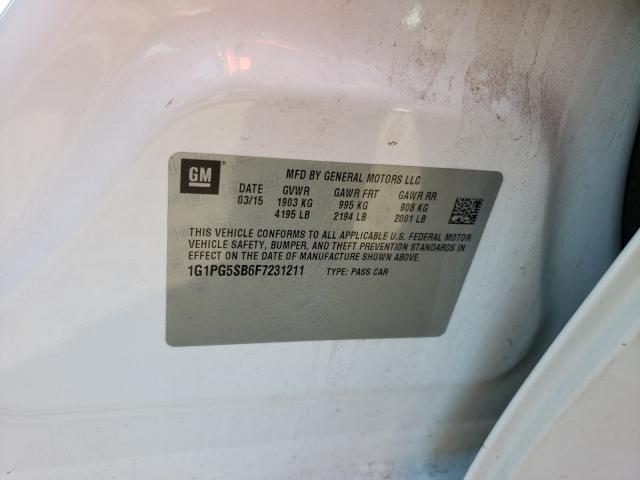 GM
MFD BY GENERAL MOTORS LLC
DATE GVWR GAWR FRT GAWR RR
03/15 1903 KG 995 KG 908 KG
4195 LB 2194 LB 2001 LB
THIS VEHICLE CONFORMS TO ALL APPLICABLE U.S. FEDERAL MOTOR
VEHICLE SAFETY, BUMPER, AND THEFT PREVENTION STANDARDS IN
EFFECT ON THE DATE OF MANUFACTURE SHOWN ABOVE.
1G1PG5SB6F7231211 TYPE: PASS CAR